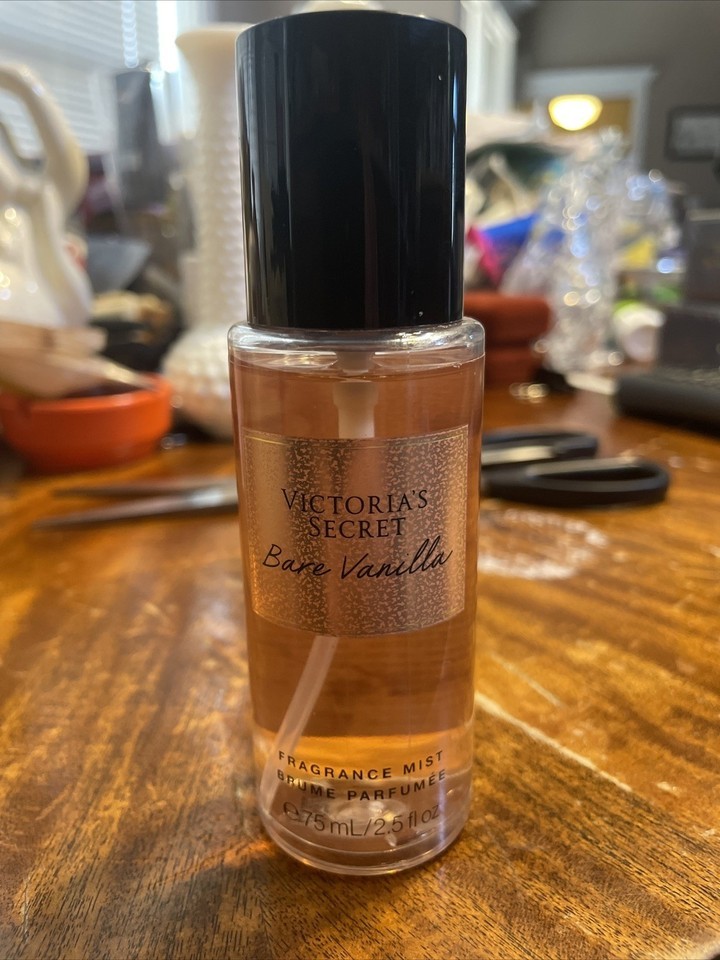 VICTORIA'S
SECRET
Bare Vanilla
FRAGRANCE MIST
BRUME PARFUMÉE
℮75 mL/2.5 fl oz